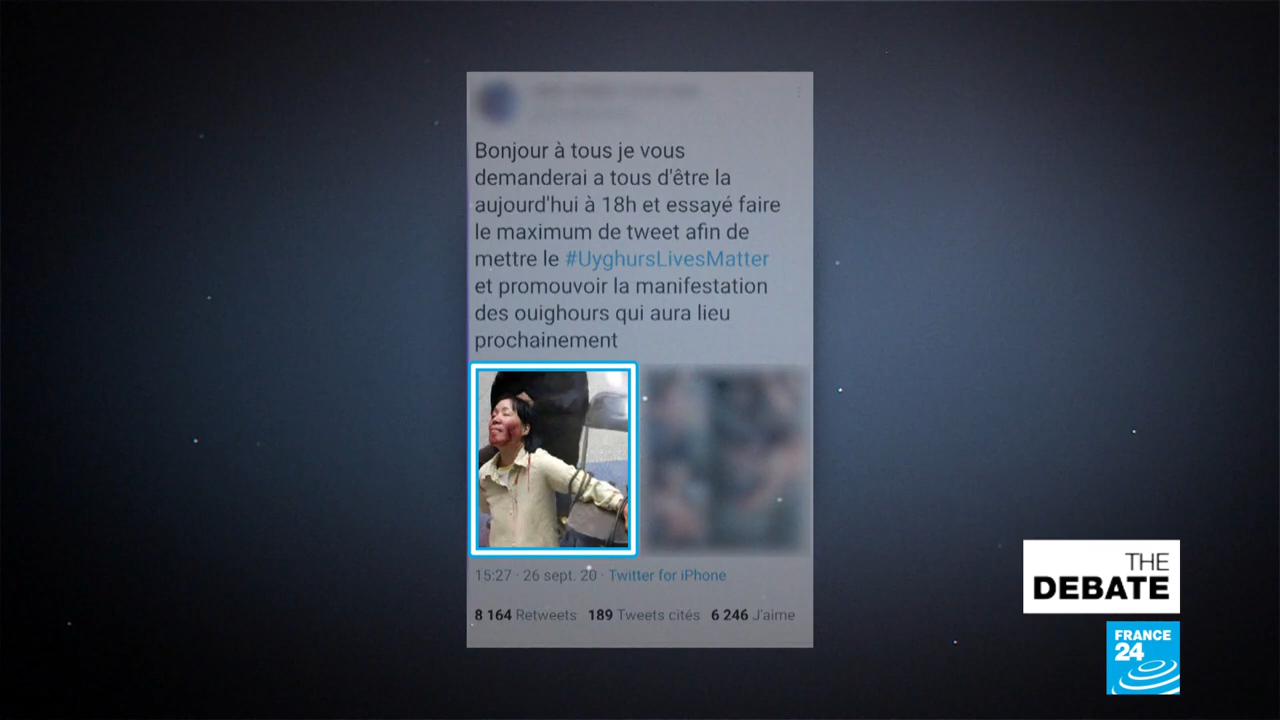 Bonjour à tous je vous
demanderai a tous d'être la
aujourd'hui à 18h et essayé faire
le maximum de tweet afin de
mettre le #UyghursLivesMatter
et promouvoir la manifestation
des ouighours qui aura lieu
prochainement
15:27 · 26 sept. 20 · Twitter for iPhone
8 164 Retweets 189 Tweets cités 6 246 J'aime
THE
DEBATE
FRANCE
24